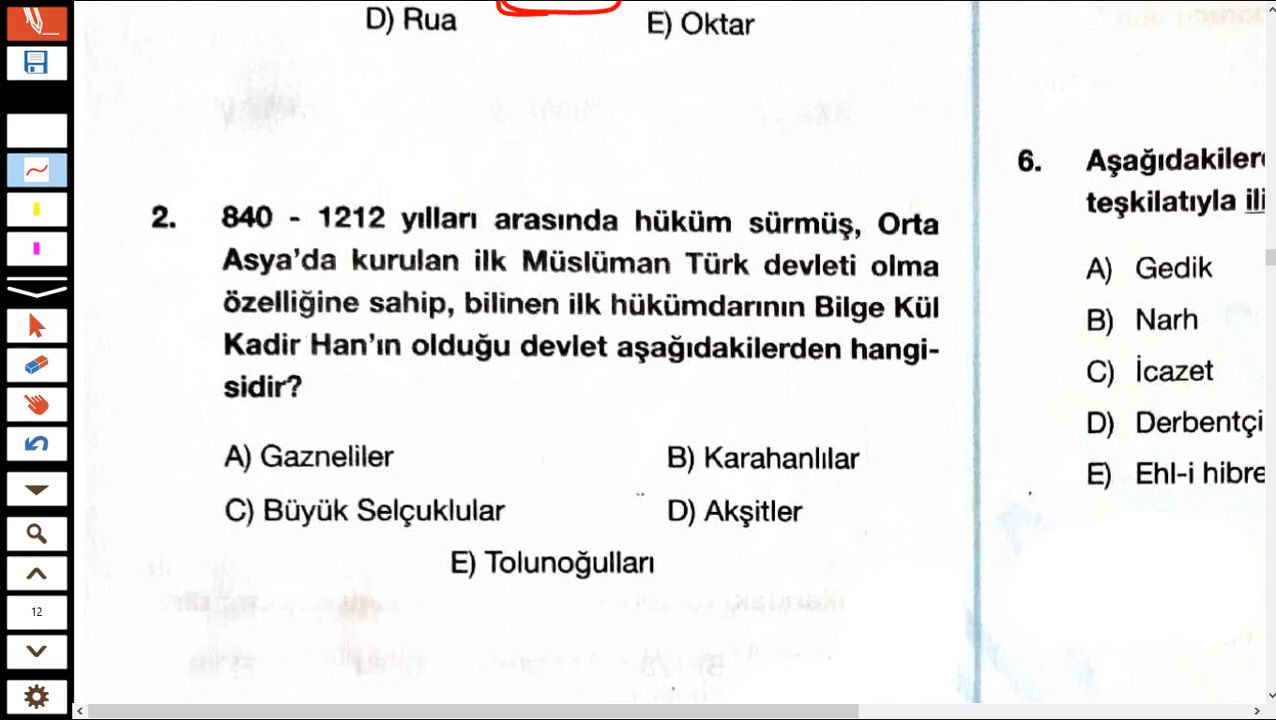 D) Rua
E) Oktar
2. 840 - 1212 yılları arasında hüküm sürmüş, Orta
Asya'da kurulan ilk Müslüman Türk devleti olma
özelliğine sahip, bilinen ilk hükümdarının Bilge Kül
Kadir Han'ın olduğu devlet aşağıdakilerden hangi-
sidir?
A) Gazneliler
B) Karahanlılar
C) Büyük Selçuklular
D) Akşitler
E) Tolunoğulları
6. Aşağıdakiler
teşkilatıyla ili
A) Gedik
B) Narh
C) İcazet
D) Derbentçi
E) Ehl-i hibre
12